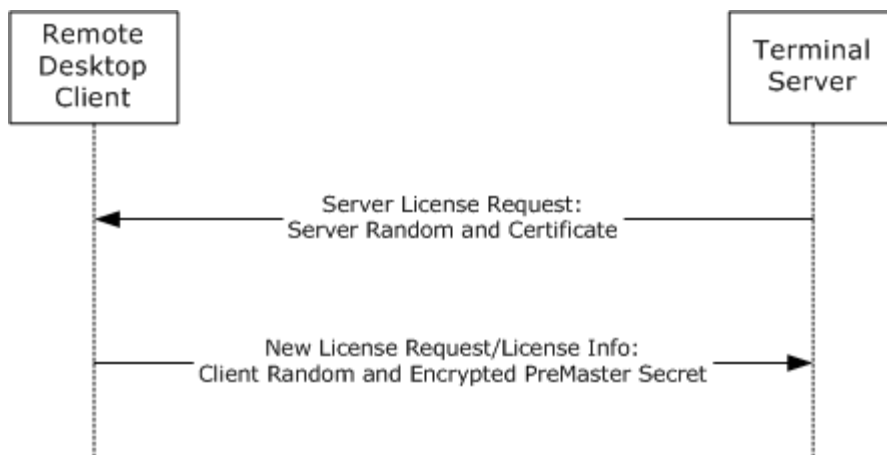 Remote
Desktop
Client
Terminal
Server
Server License Request:
Server Random and Certificate
New License Request/License Info:
Client Random and Encrypted PreMaster Secret